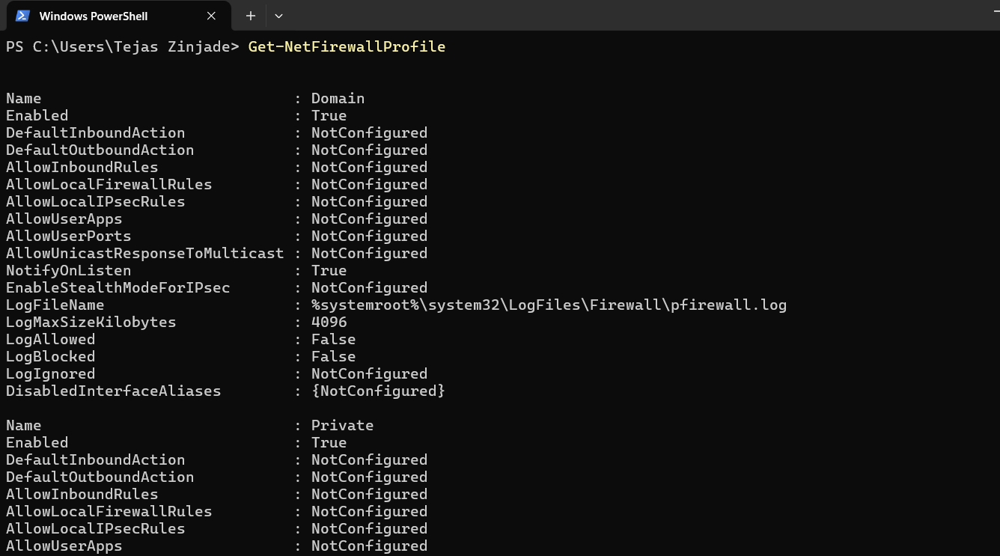 Windows PowerShell
PS C:\Users\Tejas Zinjade> Get-NetFirewallProfile
Name : Domain
Enabled : True
DefaultInboundAction : NotConfigured
DefaultOutboundAction : NotConfigured
AllowInboundRules : NotConfigured
AllowLocalFirewallRules : NotConfigured
AllowLocalIPsecRules : NotConfigured
AllowUserApps : NotConfigured
AllowUserPorts : NotConfigured
AllowUnicastResponseToMulticast : NotConfigured
NotifyOnListen : True
EnableStealthModeForIPsec : NotConfigured
LogFileName : %systemroot%\system32\LogFiles\Firewall\pfirewall.log
LogMaxSizeKilobytes : 4096
LogAllowed : False
LogBlocked : False
LogIgnored : NotConfigured
DisabledInterfaceAliases : {NotConfigured}
Name : Private
Enabled : True
DefaultInboundAction : NotConfigured
DefaultOutboundAction : NotConfigured
AllowInboundRules : NotConfigured
AllowLocalFirewallRules : NotConfigured
AllowLocalIPsecRules : NotConfigured
AllowUserApps : NotConfigured